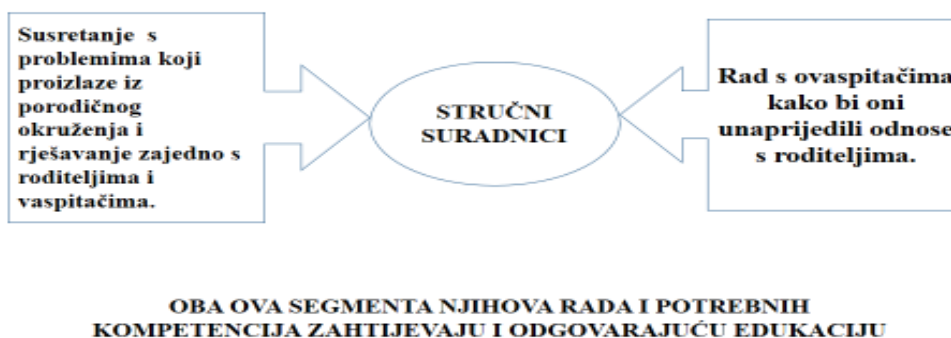 Susretanje s
problemima koji
proizlaze iz
porodičnog
okruženja i
rješavanje zajedno s
roditeljima i
vaspitačima.
STRUČNI
SURADNICI
Rad s ovaspitačima
kako bi oni
unaprijedili odnose
s roditeljima.
OBA OVA SEGMENTA NJIHOVA RADA I POTREBNIH
KOMPETENCIJA ZAHTIJEVAJU I ODGOVARAJUĆU EDUKACIJU